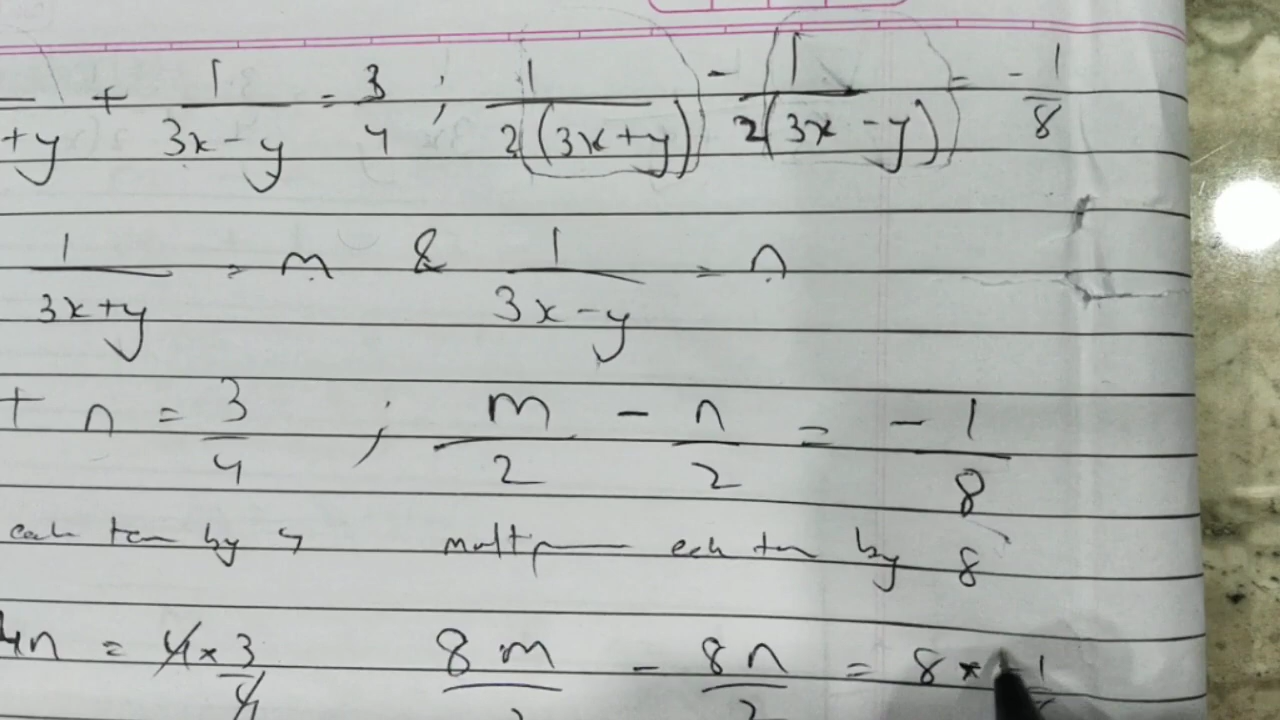 +y + 1/(3x-y) = 3/4 ; 1/(2(3x+y)) - 1/(2(3x-y)) = -1/8
1/(3x+y) = m & 1/(3x-y) = n
+ n = 3/4 ; m/2 - n/2 = -1/8
each term by 4 each term by 8
4n = 4×3/4 8m/2 - 8n/2 = 8×-1